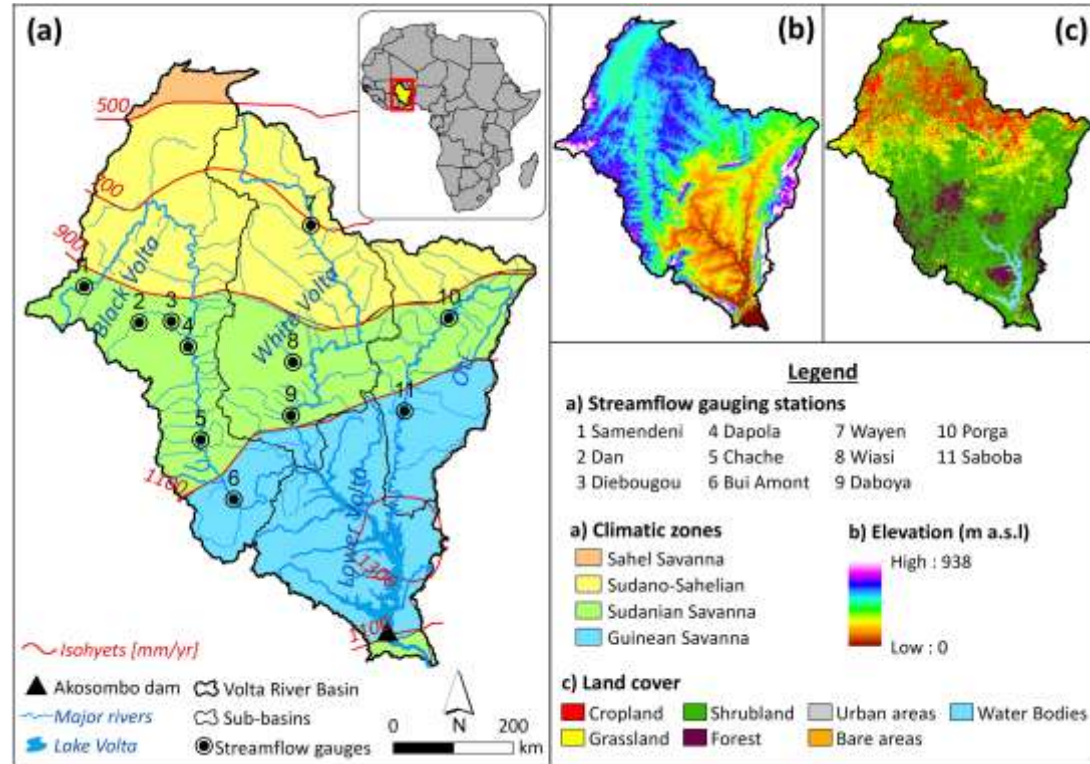 (a)
500
700
900
1100
1300
1100
Black Volta
White Volta
Oti
Lower Volta
2
3
4
5
6
7
8
9
10
11
Isohyets [mm/yr]
Akosombo dam
Major rivers
Lake Volta
Volta River Basin
Sub-basins
Streamflow gauges
N
0 200
km
(b)
(c)
Legend
a) Streamflow gauging stations
1 Samendeni 4 Dapola 7 Wayen 10 Porga
2 Dan 5 Chache 8 Wiasi 11 Saboba
3 Diebougou 6 Bui Amont 9 Daboya
a) Climatic zones
Sahel Savanna
Sudano-Sahelian
Sudanian Savanna
Guinean Savanna
b) Elevation (m a.s.l)
High : 938
Low : 0
c) Land cover
Cropland Shrubland Urban areas Water Bodies
Grassland Forest Bare areas